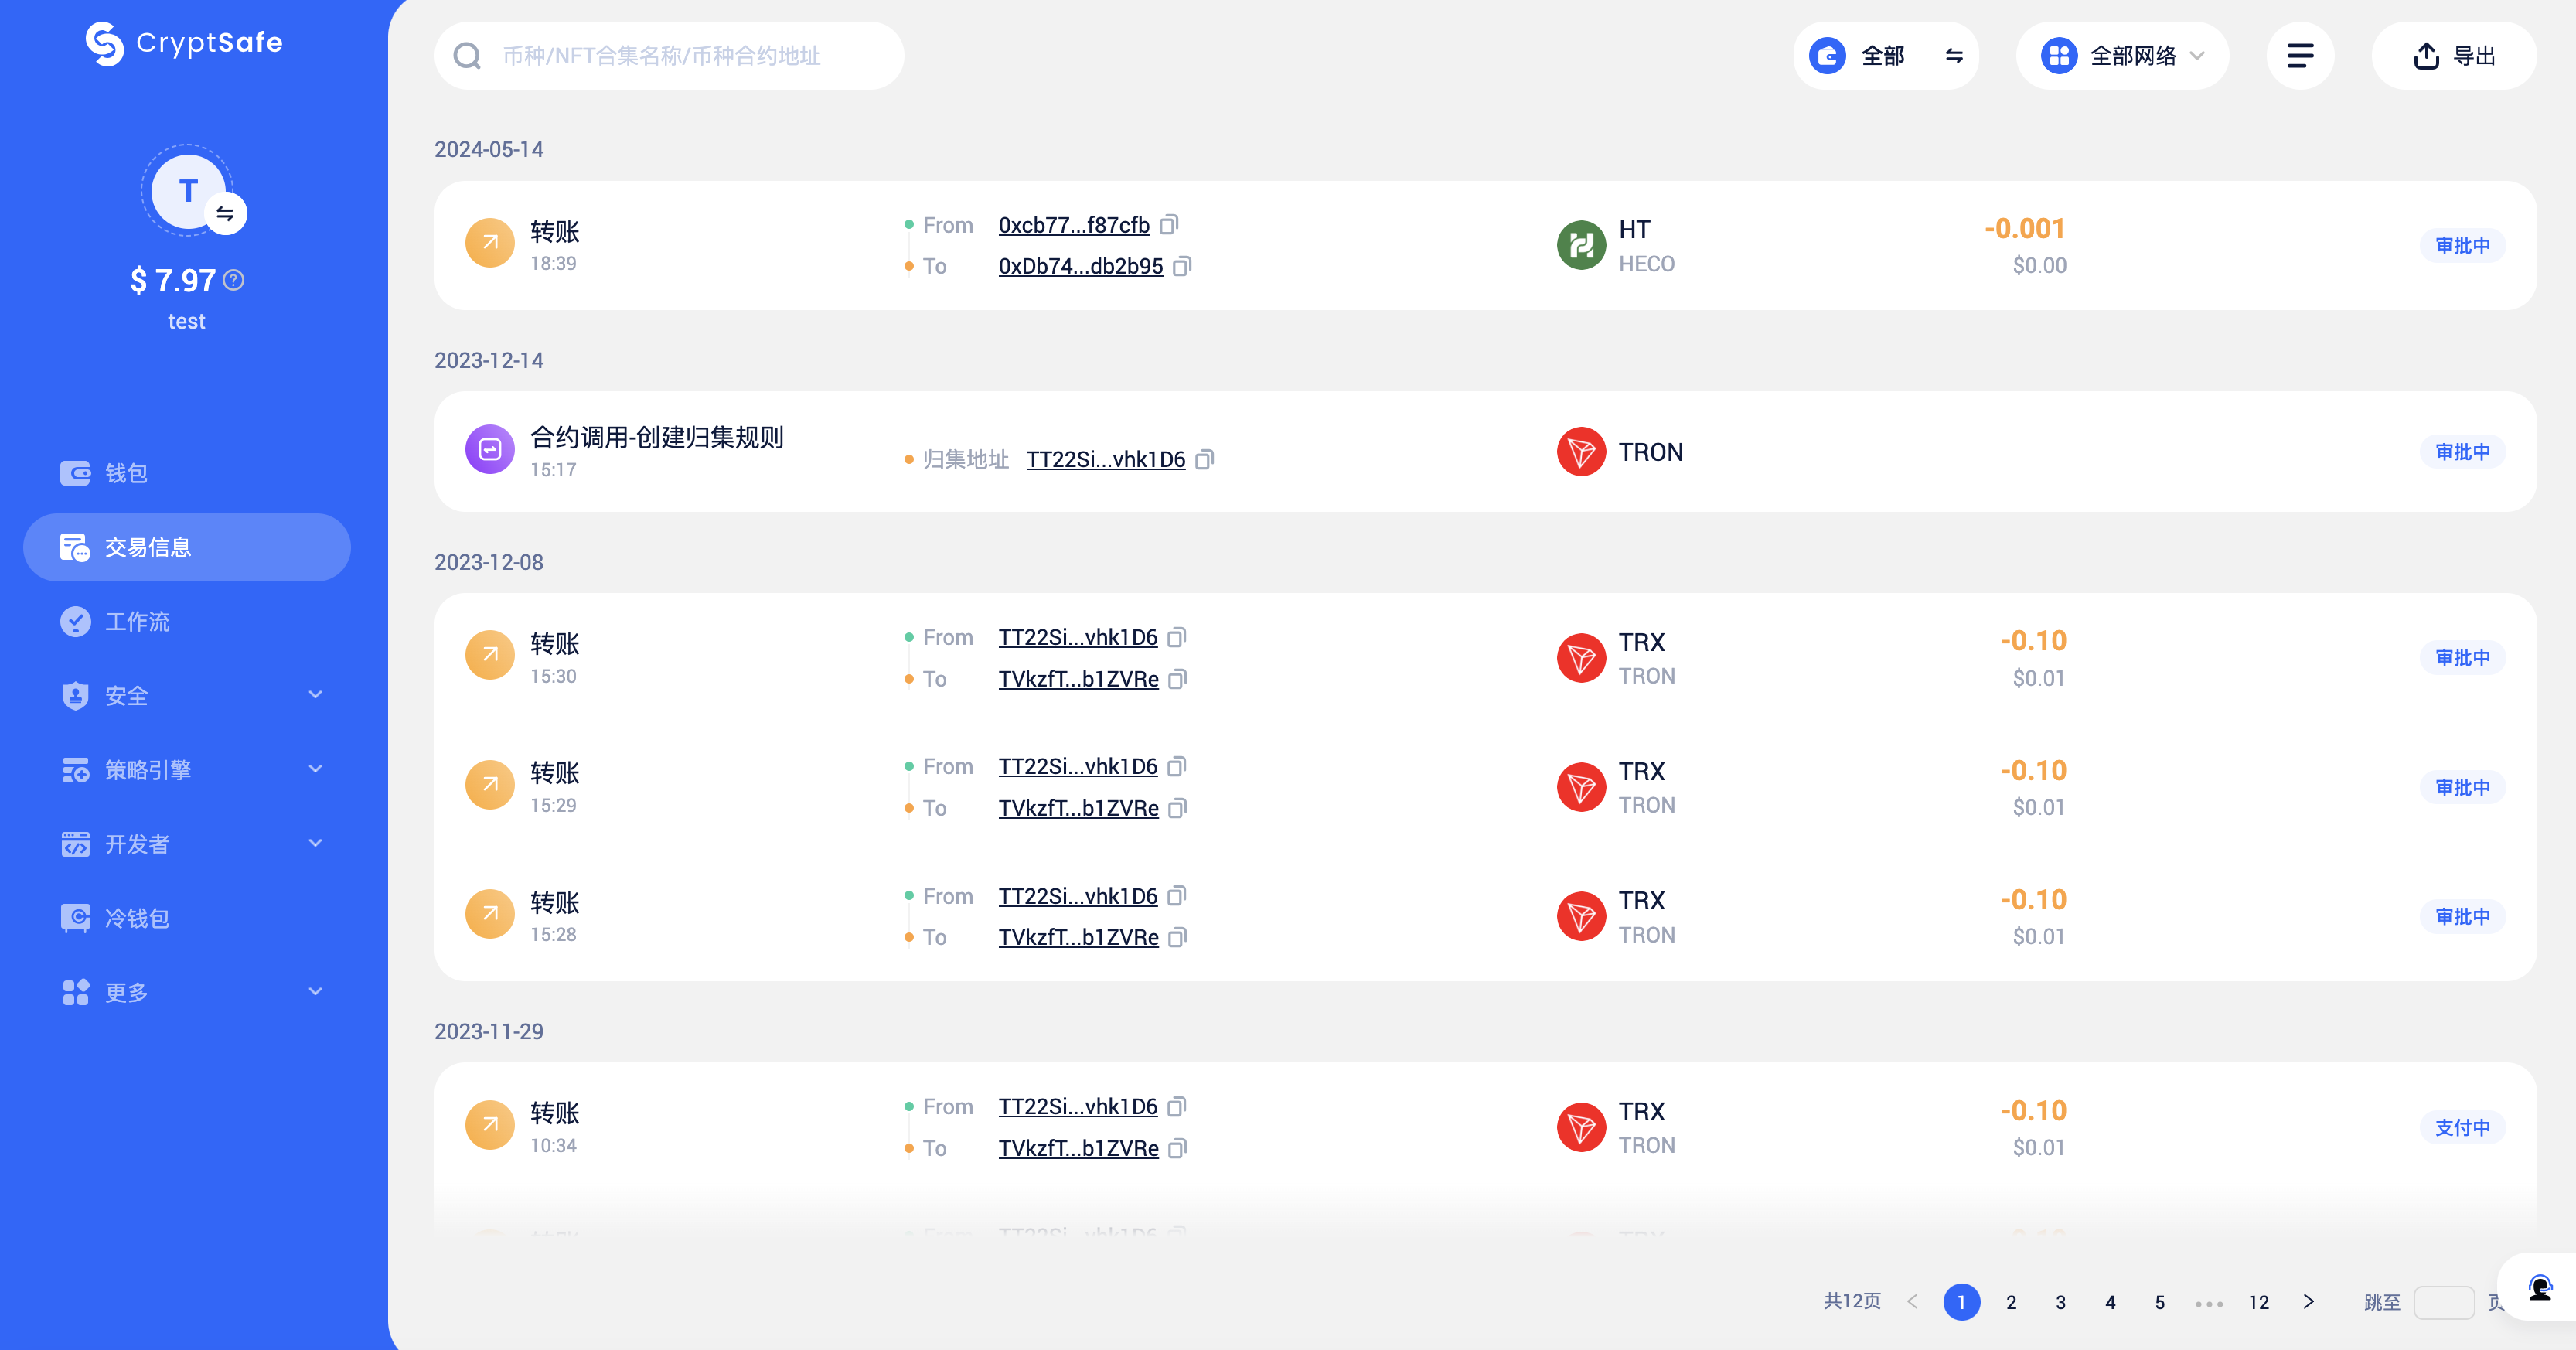 CryptSafe
T
$ 7.97
test
钱包
交易信息
工作流
安全
策略引擎
开发者
冷钱包
更多
币种/NFT合集名称/币种合约地址
全部
全部网络
导出
2024-05-14
转账
18:39
From 0xcb77...f87cfb
To 0xDb74...db2b95
HT
HECO
-0.001
$0.00
审批中
2023-12-14
合约调用-创建归集规则
15:17
归集地址 TT22Si...vhk1D6
TRON
审批中
2023-12-08
转账
15:30
From TT22Si...vhk1D6
To TVkzfT...b1ZVRe
TRX
TRON
-0.10
$0.01
审批中
转账
15:29
From TT22Si...vhk1D6
To TVkzfT...b1ZVRe
TRX
TRON
-0.10
$0.01
审批中
转账
15:28
From TT22Si...vhk1D6
To TVkzfT...b1ZVRe
TRX
TRON
-0.10
$0.01
审批中
2023-11-29
转账
10:34
From TT22Si...vhk1D6
To TVkzfT...b1ZVRe
TRX
TRON
-0.10
$0.01
支付中
共12页 < 1 2 3 4 5 ••• 12 > 跳至 页